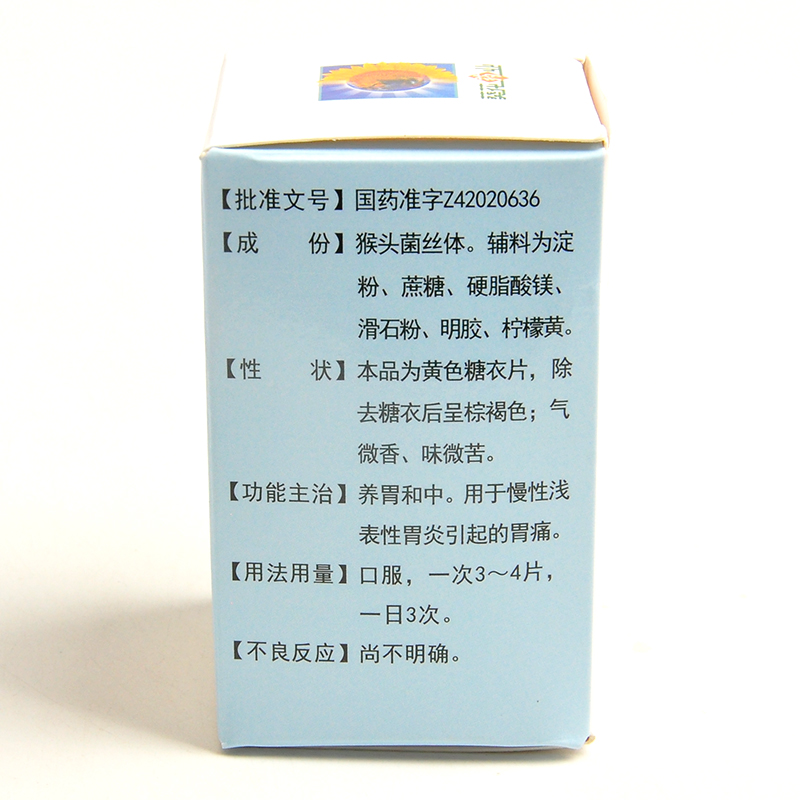 【批准文号】国药准字Z42020636
【成 份】猴头菌丝体。辅料为淀
粉、蔗糖、硬脂酸镁、
滑石粉、明胶、柠檬黄。
【性 状】本品为黄色糖衣片，除
去糖衣后呈棕褐色；气
微香、味微苦。
【功能主治】养胃和中。用于慢性浅
表性胃炎引起的胃痛。
【用法用量】口服，一次3～4片，
一日3次。
【不良反应】尚不明确。